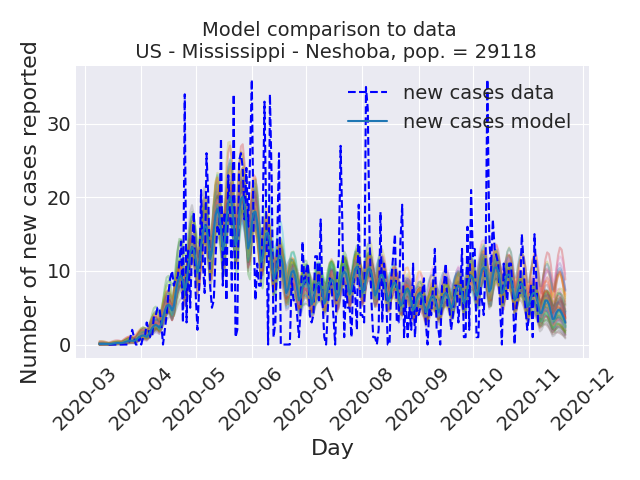 Model comparison to data
US - Mississippi - Neshoba, pop. = 29118
Number of new cases reported
30
20
10
0
new cases data
new cases model
2020-03
2020-04
2020-05
2020-06
2020-07
2020-08
2020-09
2020-10
2020-11
2020-12
Day